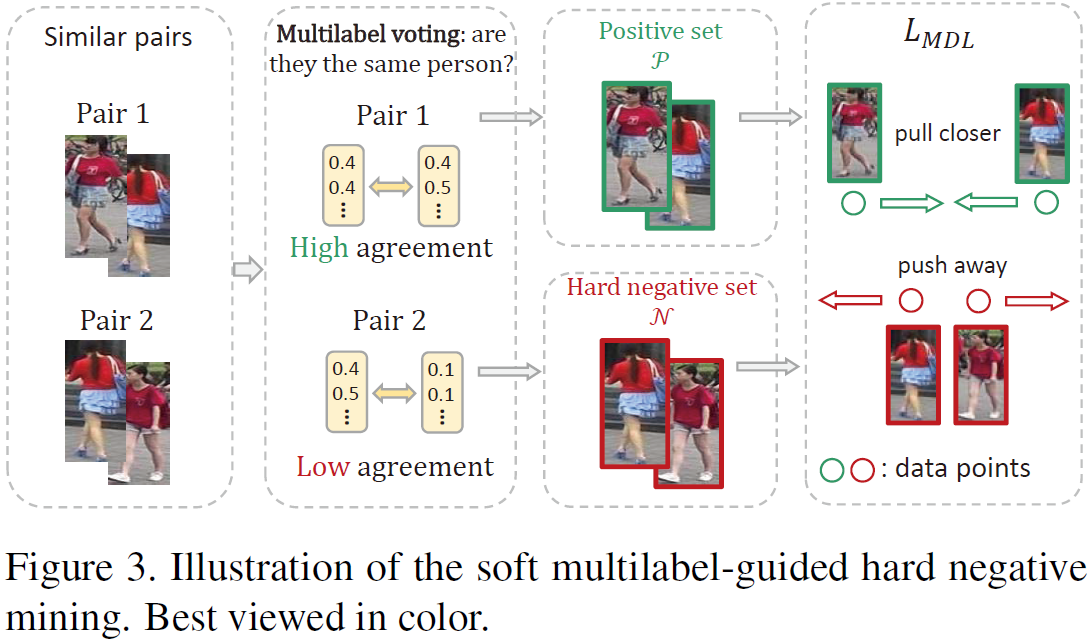 Similar pairs
Pair 1
Pair 2
Multilabel voting: are
they the same person?
Pair 1
0.4
0.4
⋮
0.4
0.5
⋮
High agreement
Pair 2
0.4
0.5
⋮
0.1
0.1
⋮
Low agreement
Positive set
𝒫
Hard negative set
𝒩
L_{MDL}
pull closer
push away
: data points
Figure 3. Illustration of the soft multilabel-guided hard negative
mining. Best viewed in color.